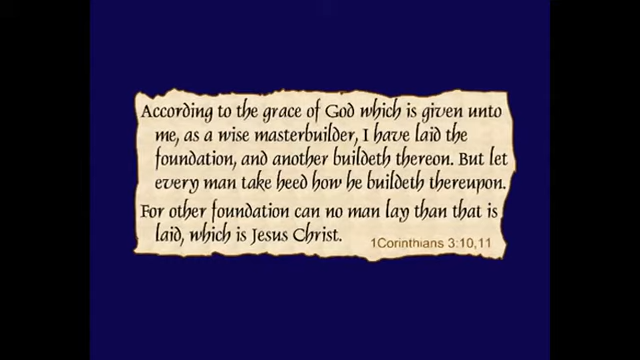 According to the grace of God which is given unto
me, as a wise masterbuilder, I have laid the
foundation, and another buildeth thereon. But let
every man take heed how he buildeth thereupon.
For other foundation can no man lay than that is
laid, which is Jesus Christ.
1Corinthians 3:10,11